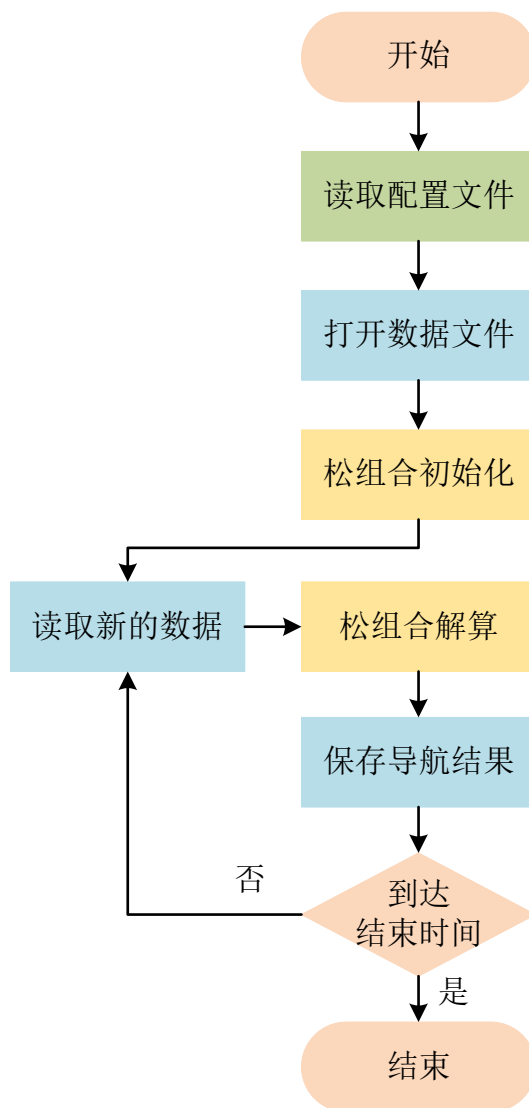 开始
读取配置文件
打开数据文件
松组合初始化
读取新的数据
松组合解算
保存导航结果
否
到达
结束时间
是
结束